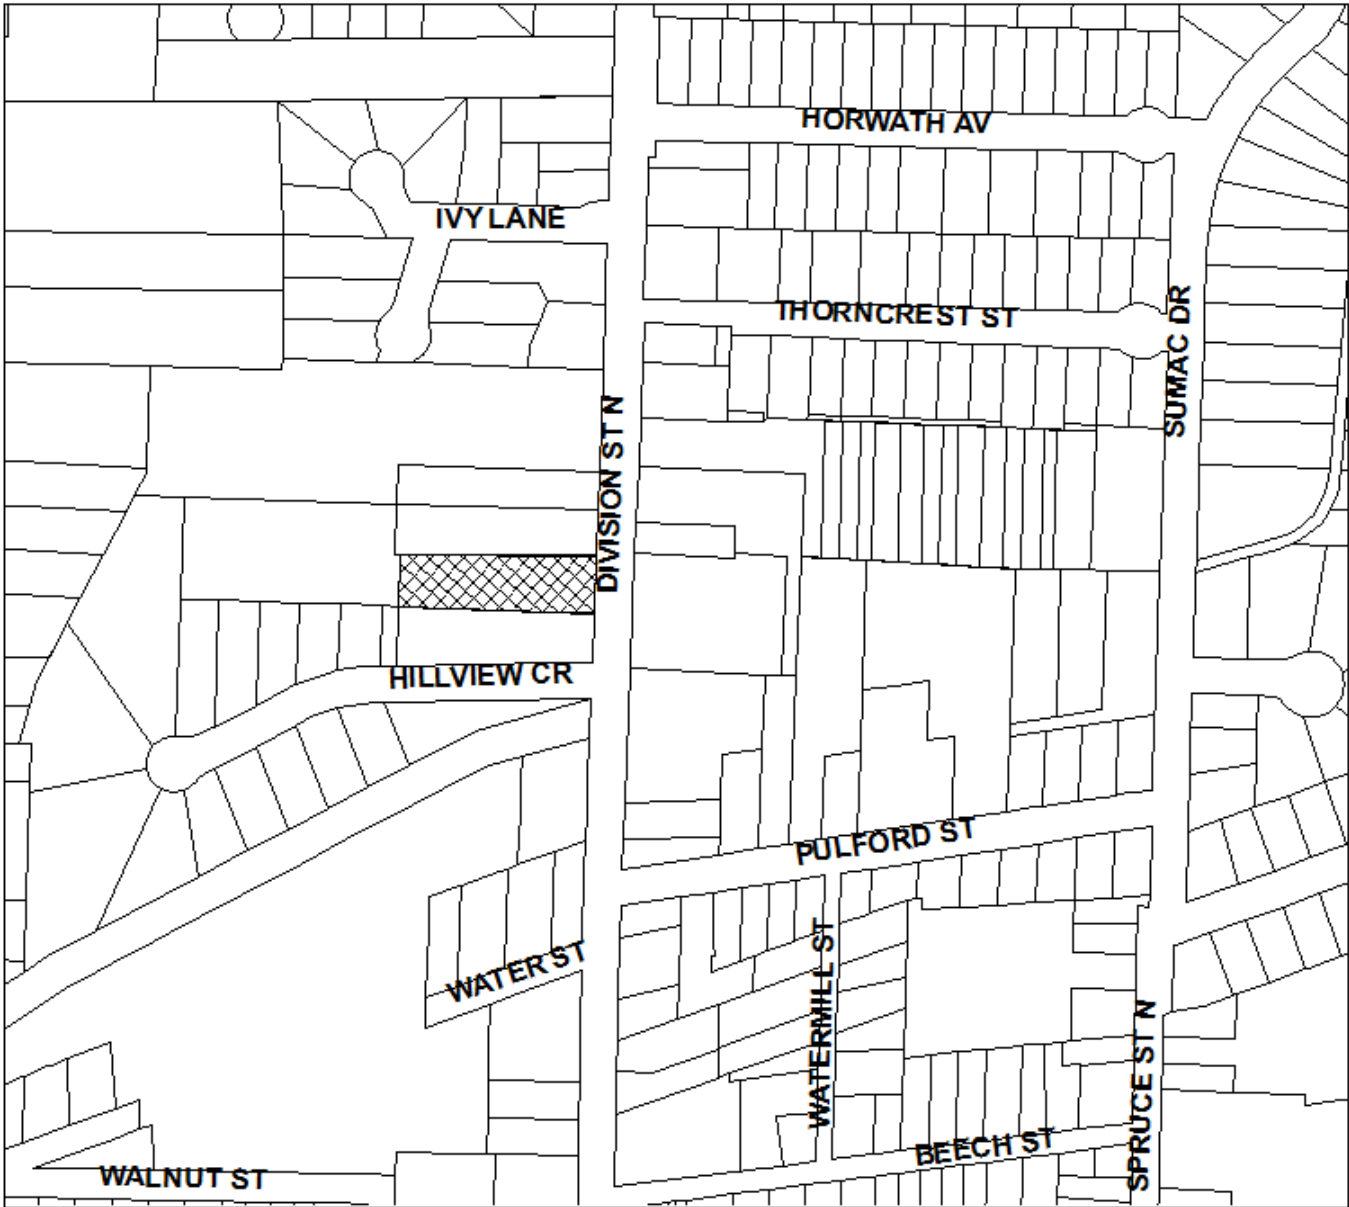 HORWATH AV
IVY LANE
THORNCREST ST
SUMAC DR
DIVISION ST N
HILLVIEW CR
PULFORD ST
WATER ST
WATERMILL ST
SPRUCE ST N
BEECH ST
WALNUT ST